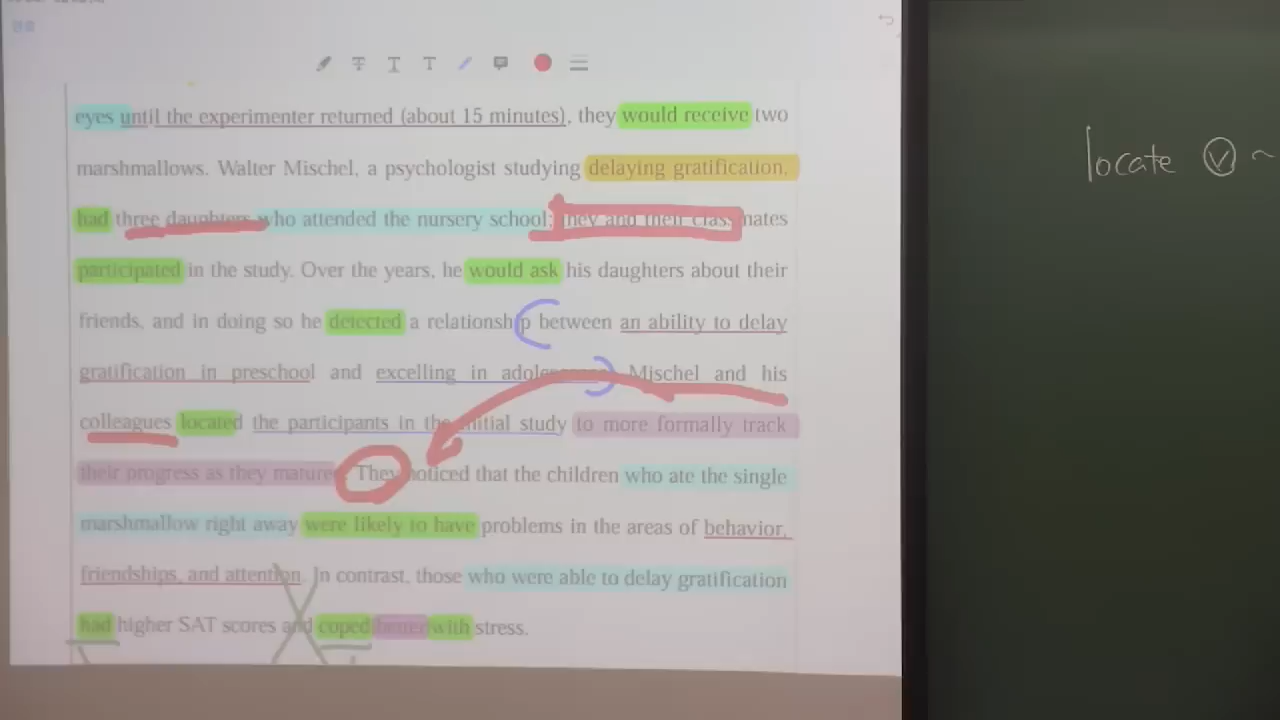 eyes until the experimenter returned (about 15 minutes), they would receive two
marshmallows. Walter Mischel, a psychologist studying delaying gratification,
had three daughters who attended the nursery school; they and their classmates
participated in the study. Over the years, he would ask his daughters about their
friends, and in doing so he detected a relationship between an ability to delay
gratification in preschool and excelling in adolescence. Mischel and his
colleagues located the participants in the initial study to more formally track
their progress as they mature. They noticed that the children who ate the single
marshmallow right away were likely to have problems in the areas of behavior,
friendships, and attention. In contrast, those who were able to delay gratification
had higher SAT scores and coped better with stress.
locate Ⓥ ~